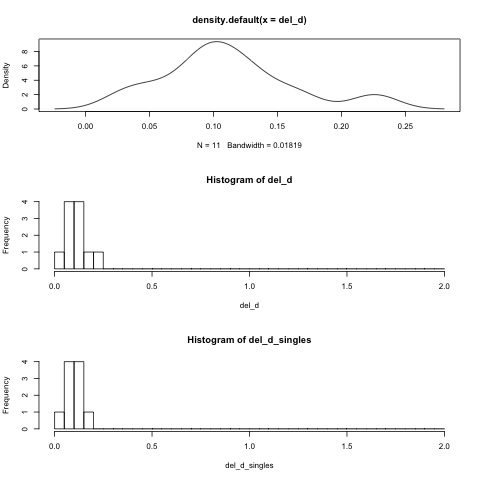 density.default(x = del_d)
Density
0 2 4 6 8
0.00 0.05 0.10 0.15 0.20 0.25
N = 11 Bandwidth = 0.01819
Histogram of del_d
Frequency
0 1 2 3 4
0.0 0.5 1.0 1.5 2.0
del_d
Histogram of del_d_singles
Frequency
0 1 2 3 4
0.0 0.5 1.0 1.5 2.0
del_d_singles